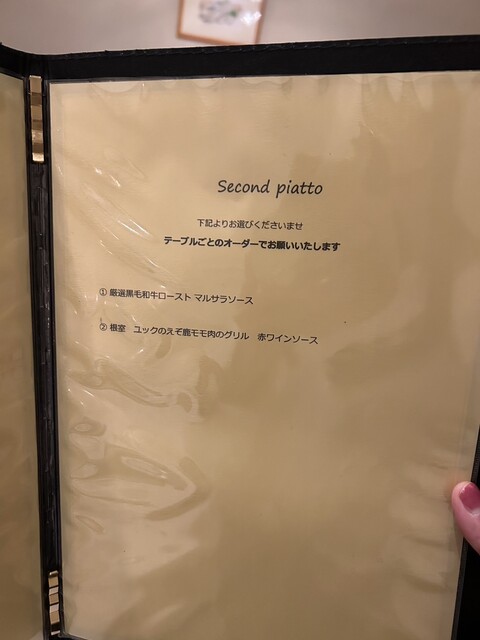 Second piatto
下記よりお選びくださいませ
テーブルごとのオーダーでお願いいたします
① 厳選黒毛和牛ロースト マルサラソース
② 根室　ユックのえぞ鹿モモ肉のグリル　赤ワインソース